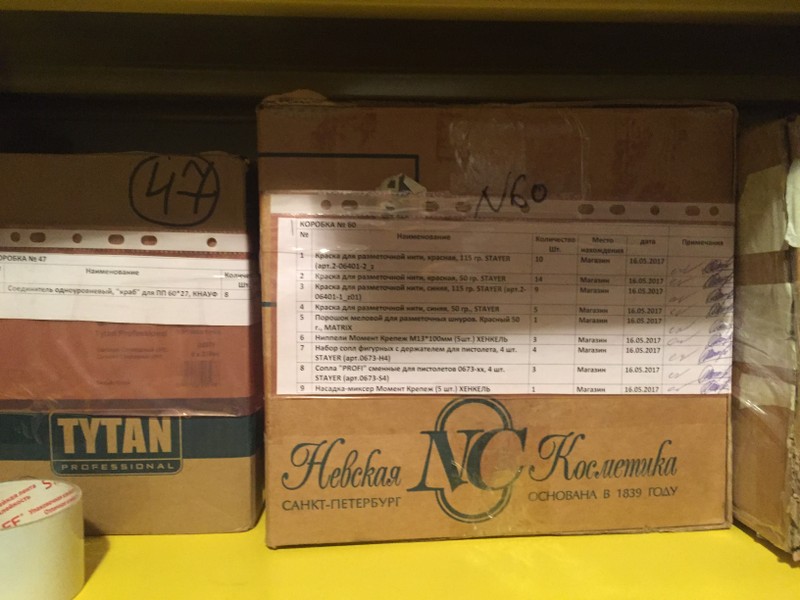 47
КОРОБКА № 47
Наименование
Количе
Шт.
Соединитель одноуровневый, "краб" для ПП 60*27, КНАУФ 8
TYTAN
PROFESSIONAL
N60
КОРОБКА № 60
№ Наименование Количество Шт. Место нахождения дата Примечания
1 Краска для разметочной нити, красная, 115 гр. STAYER 10 Магазин 16.05.2017
(арт.2-06401-2_z
2 Краска для разметочной нити, красная, 50 гр. STAYER 14 Магазин 16.05.2017
3 Краска для разметочной нити, синяя, 115 гр. STAYER (арт.2- 9 Магазин 16.05.2017
06401-1_z01)
4 Краска для разметочной нити, синяя, 50 гр., STAYER 5 Магазин 16.05.2017
5 Порошок меловой для разметочных шнуров. Красный 50 1 Магазин 16.05.2017
г., MATRIX
6 Ниппели Момент Крепеж М13*100мм (5шт.) ХЕНКЕЛЬ 3 Магазин 16.05.2017
7 Набор сопл фигурных с держателем для пистолета, 4 шт. 4 Магазин 16.05.2017
STAYER (арт.0673-H4)
8 Сопла "PROFI" сменные для пистолетов 0673-xx, 4 шт. 3 Магазин 16.05.2017
STAYER (арт.0673-S4)
9 Насадка-миксер Момент Крепеж (5 шт.) ХЕНКЕЛЬ 1 Магазин 16.05.2017
Невская NC Косметика
САНКТ-ПЕТЕРБУРГ ОСНОВАНА В 1839 ГОДУ